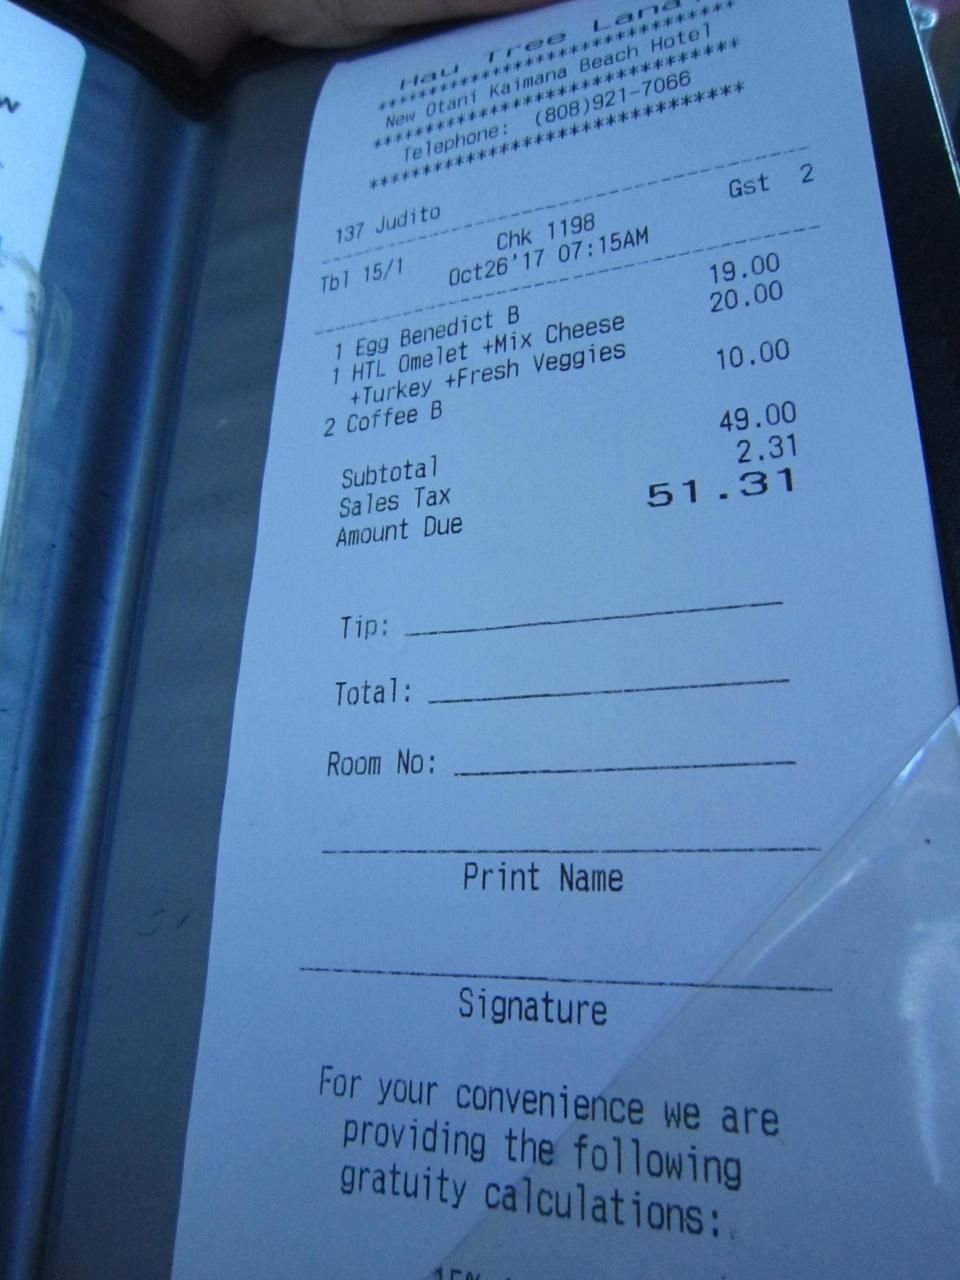 Hau Tree Lanai
********************************
New Otani Kaimana Beach Hotel
********************************
Telephone: (808)921-7066
********************************
137 Judito
Tbl 15/1 Chk 1198 Gst 2
Oct26'17 07:15AM
1 Egg Benedict B 19.00
1 HTL Omelet +Mix Cheese 20.00
+Turkey +Fresh Veggies
2 Coffee B 10.00
Subtotal 49.00
Sales Tax 2.31
Amount Due 51.31
Tip:
Total:
Room No:
Print Name
Signature
For your convenience we are
providing the following
gratuity calculations:
15%